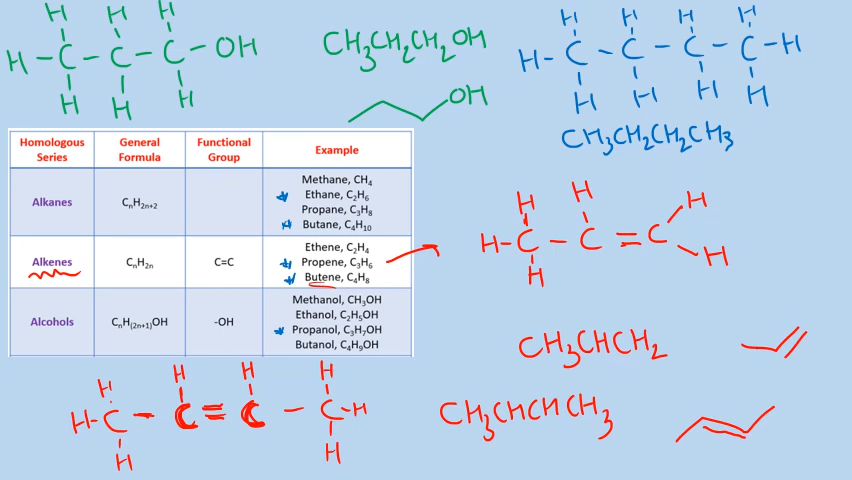 H H H
H - C - C - C - OH
H H H
CH₃CH₂CH₂OH
OH
H H H H
H - C - C - C - C - H
H H H H
CH₃CH₂CH₂CH₃
Homologous Series
General Formula
Functional Group
Example
Alkanes
CₙH₂ₙ₊₂
Methane, CH₄
Ethane, C₂H₆
Propane, C₃H₈
Butane, C₄H₁₀
Alkenes
CₙH₂ₙ
C=C
Ethene, C₂H₄
Propene, C₃H₆
Butene, C₄H₈
Alcohols
CₙH₍₂ₙ₊₁₎OH
-OH
Methanol, CH₃OH
Ethanol, C₂H₅OH
Propanol, C₃H₇OH
Butanol, C₄H₉OH
H H H
H - C - C = C
H H
CH₃CHCH₂
H H H H
H - C - C = C - C - H
H H
CH₃CHCHCH₃